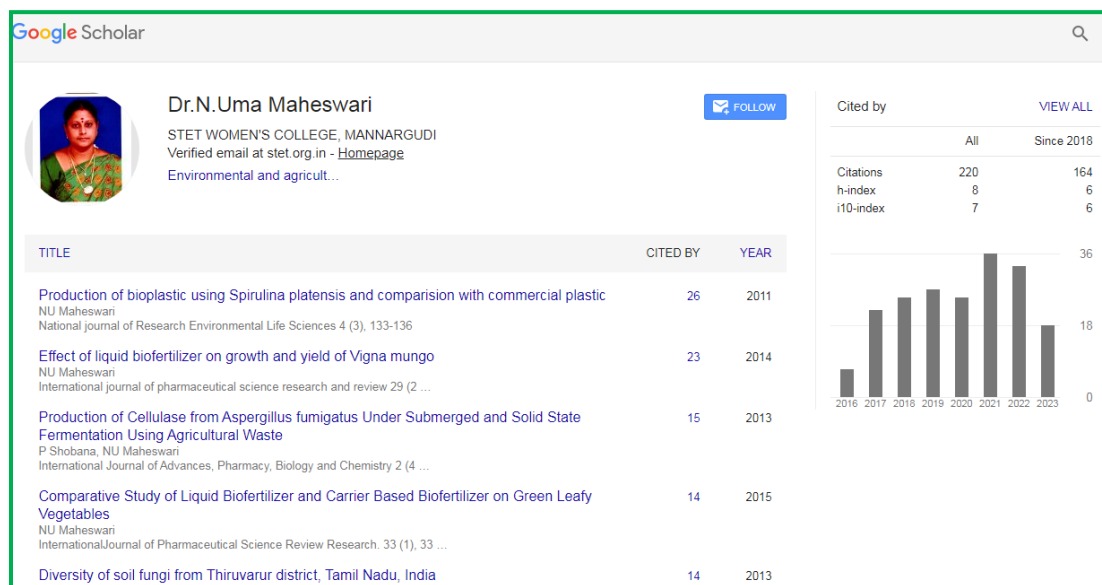 Google Scholar
Dr.N.Uma Maheswari
STET WOMEN'S COLLEGE, MANNARGUDI
Verified email at stet.org.in - Homepage
Environmental and agricult...
FOLLOW
TITLE CITED BY YEAR
Production of bioplastic using Spirulina platensis and comparision with commercial plastic 26 2011
NU Maheswari
National journal of Research Environmental Life Sciences 4 (3), 133-136
Effect of liquid biofertilizer on growth and yield of Vigna mungo 23 2014
NU Maheswari
International journal of pharmaceutical science research and review 29 (2 ...
Production of Cellulase from Aspergillus fumigatus Under Submerged and Solid State 15 2013
Fermentation Using Agricultural Waste
P Shobana, NU Maheswari
International Journal of Advances, Pharmacy, Biology and Chemistry 2 (4 ...
Comparative Study of Liquid Biofertilizer and Carrier Based Biofertilizer on Green Leafy 14 2015
Vegetables
NU Maheswari
InternationalJournal of Pharmaceutical Science Review Research. 33 (1), 33 ...
Diversity of soil fungi from Thiruvarur district, Tamil Nadu, India 14 2013
Cited by VIEW ALL
All Since 2018
Citations 220 164
h-index 8 6
i10-index 7 6
36
18
0
2016 2017 2018 2019 2020 2021 2022 2023